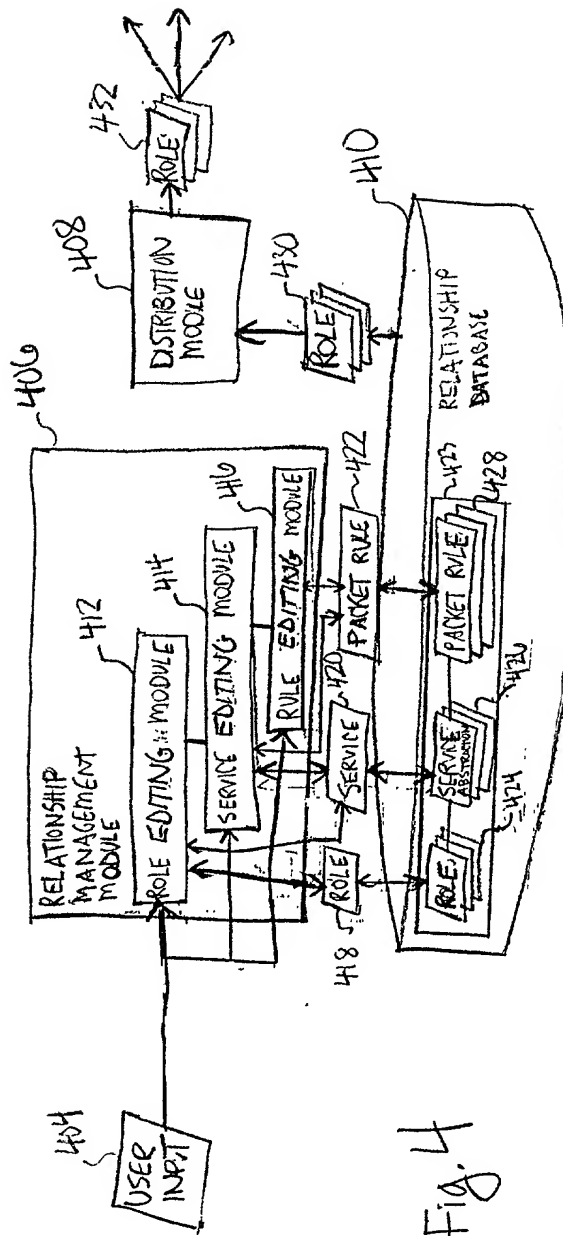 404
USER
INPUT
RELATIONSHIP
MANAGEMENT
MODULE
406
412
ROLE EDITING MODULE
414
SERVICE EDITING MODULE
416
RULE EDITING MODULE
418
ROLE
420
SERVICE
422
PACKET RULE
408
DISTRIBUTION
MODULE
432
ROLE
430
ROLE
410
RELATIONSHIP
DATABASE
ROLE
424
SERVICE
ABSTRACTION
426
PACKET RULE
423
428
Fig. 4